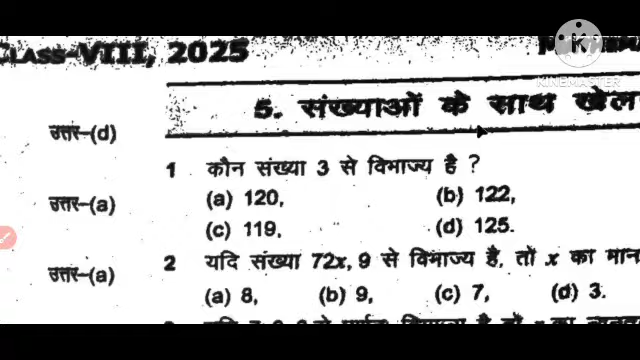 CLASS-VIII, 2025
KINEMASTER
5. संख्याओं के साथ खेल
उत्तर-(d)
1 कौन संख्या 3 से विभाज्य है ?
उत्तर-(a)
(a) 120, (b) 122,
(c) 119, (d) 125.
उत्तर-(a)
2 यदि संख्या 72x, 9 से विभाज्य है, तो x का मान
(a) 8, (b) 9, (c) 7, (d) 3.